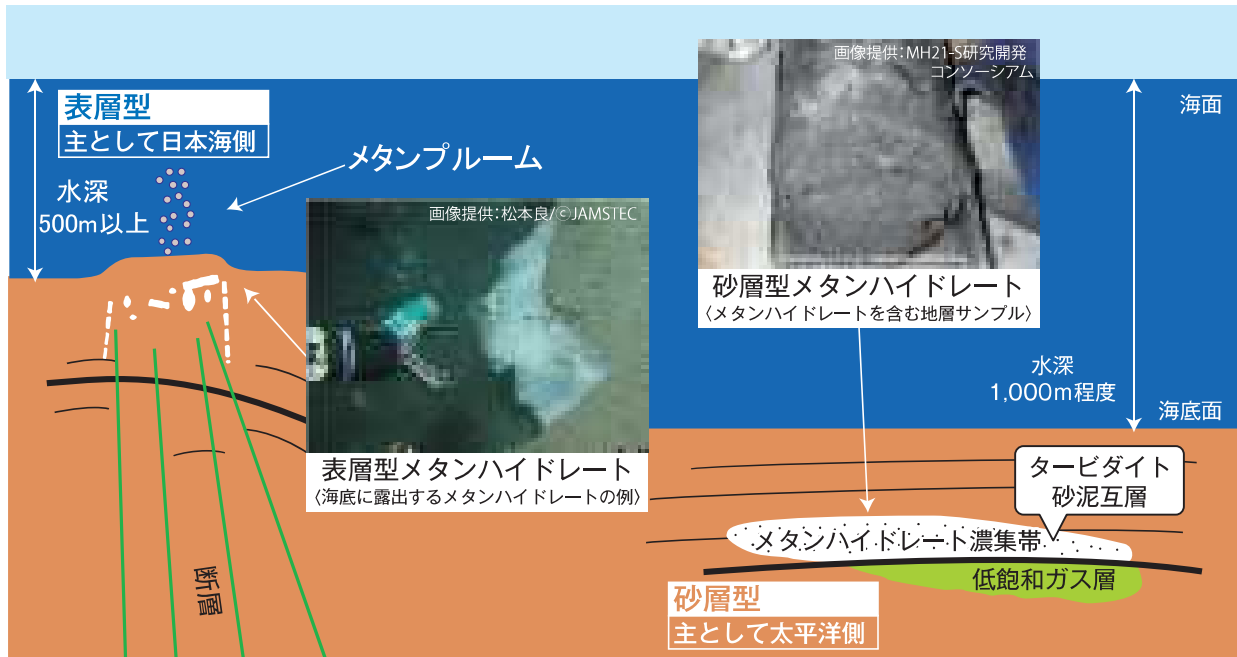 表層型
主として日本海側
水深
500m以上
メタンプルーム
画像提供:松本良/©JAMSTEC
表層型メタンハイドレート
〈海底に露出するメタンハイドレートの例〉
断層
画像提供:MH21-S研究開発
コンソーシアム
砂層型メタンハイドレート
〈メタンハイドレートを含む地層サンプル〉
海面
水深
1,000m程度
海底面
タービダイト
砂泥互層
メタンハイドレート濃集帯
低飽和ガス層
砂層型
主として太平洋側